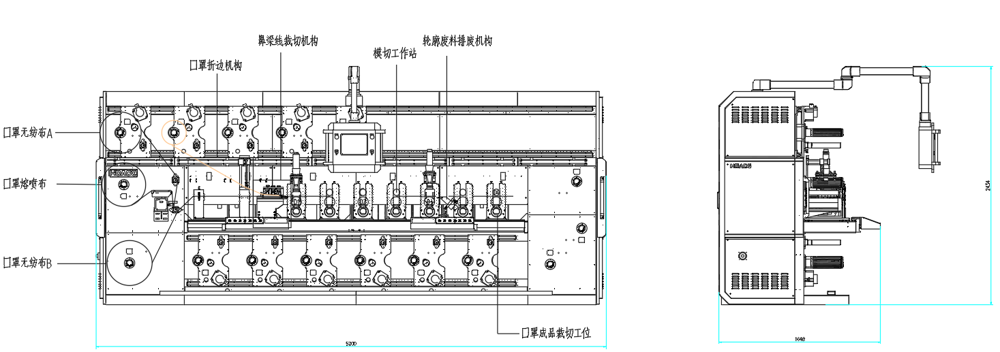 鼻梁线裁切机构
轮廓废料排废机构
模切工作站
口罩折边机构
口罩无纺布A
口罩熔喷布
口罩无纺布B
口罩成品裁切工位
5200
2434